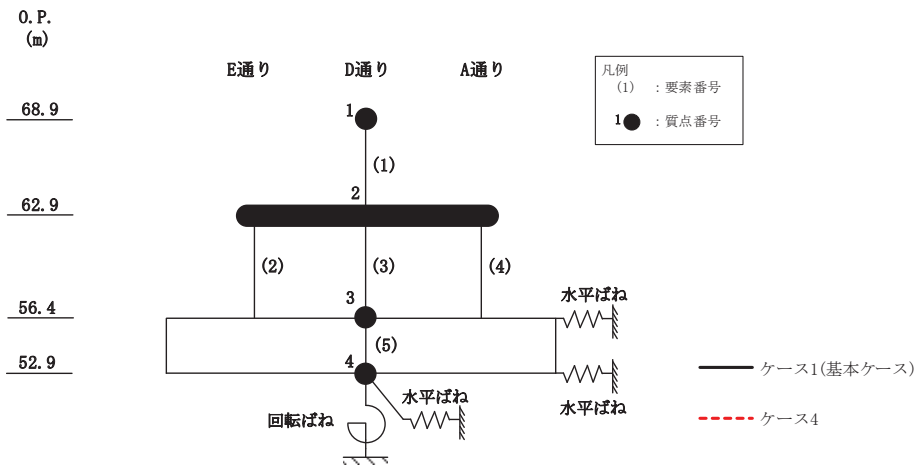 O.P.
(m)
E通り D通り A通り
凡例
(1) : 要素番号
1 : 質点番号
68.9
1
(1)
2
62.9
(2) (3) (4)
3
水平ばね
56.4
(5)
4
52.9
水平ばね
水平ばね
回転ばね
ケース1(基本ケース)
ケース4